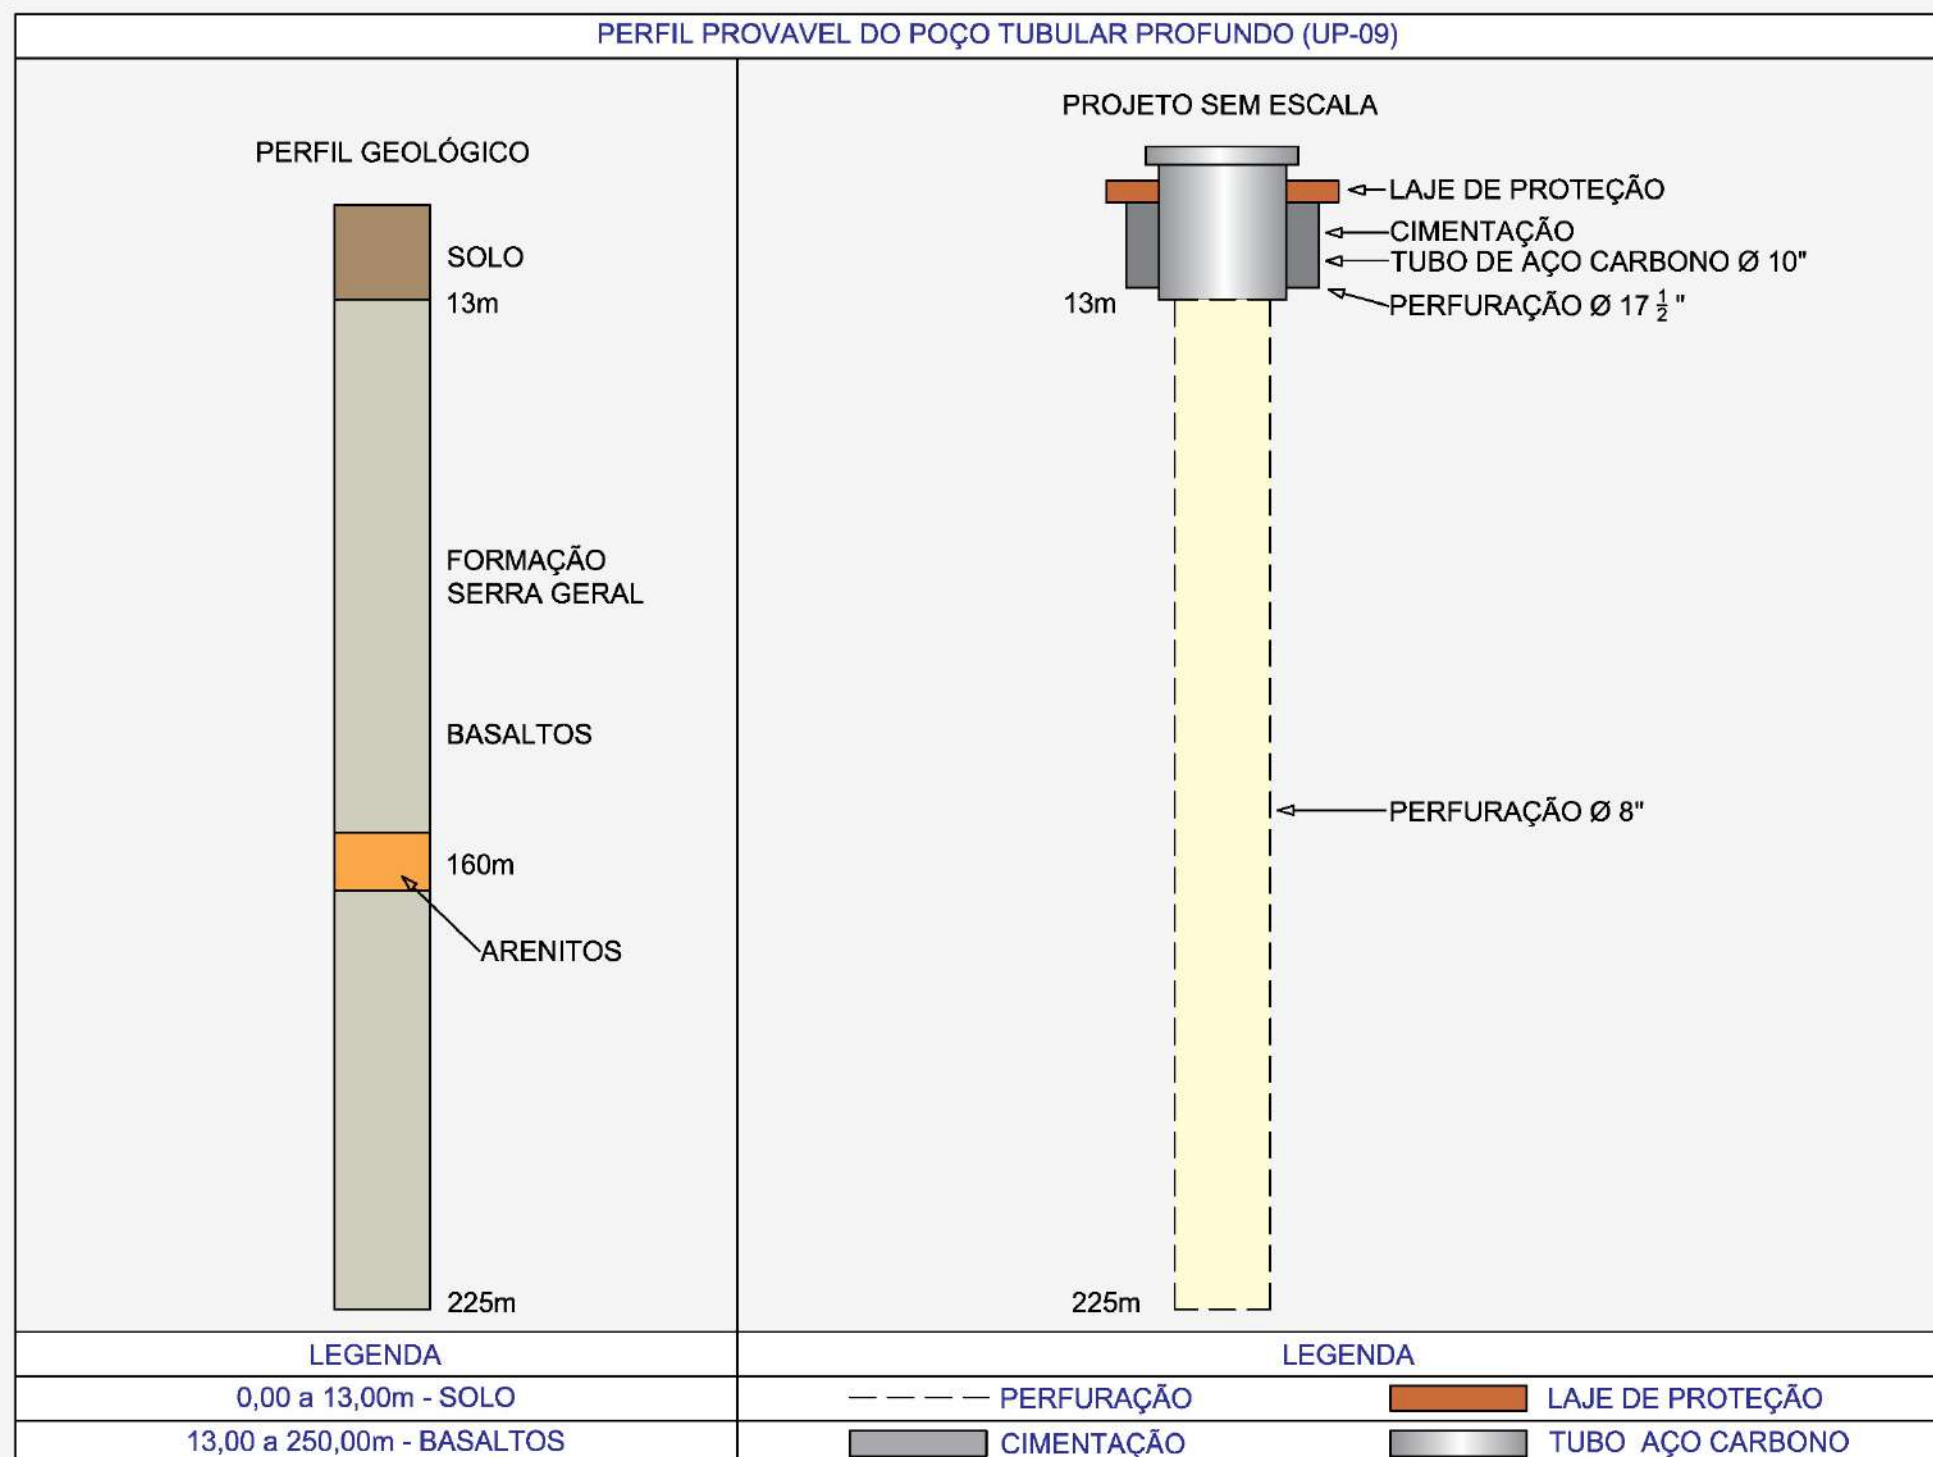 PERFIL PROVAVEL DO POÇO TUBULAR PROFUNDO (UP-09)
PERFIL GEOLÓGICO
SOLO
13m
FORMAÇÃO
SERRA GERAL
BASALTOS
160m
ARENITOS
225m
PROJETO SEM ESCALA
LAJE DE PROTEÇÃO
CIMENTAÇÃO
TUBO DE AÇO CARBONO Ø 10"
13m
PERFURAÇÃO Ø 17 ½ "
PERFURAÇÃO Ø 8"
225m
LEGENDA
0,00 a 13,00m - SOLO
13,00 a 250,00m - BASALTOS
LEGENDA
PERFURAÇÃO
LAJE DE PROTEÇÃO
CIMENTAÇÃO
TUBO AÇO CARBONO